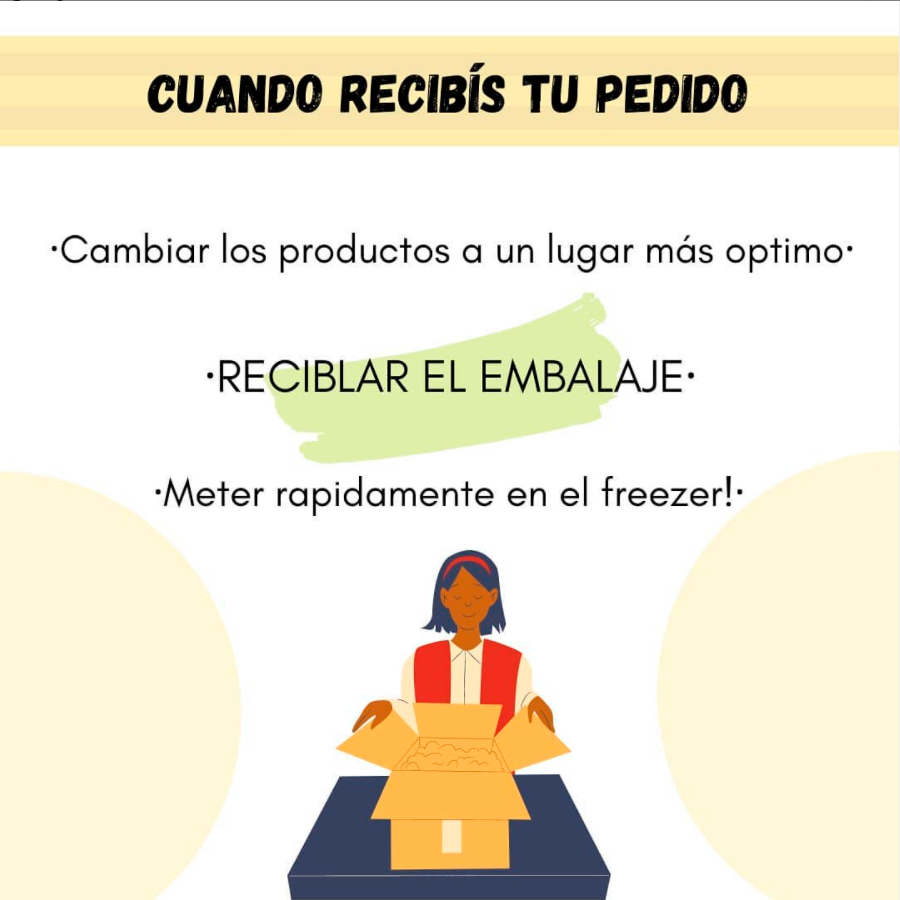 CUANDO RECIBÍS TU PEDIDO
·Cambiar los productos a un lugar más optimo·
·RECIBLAR EL EMBALAJE·
·Meter rapidamente en el freezer!·